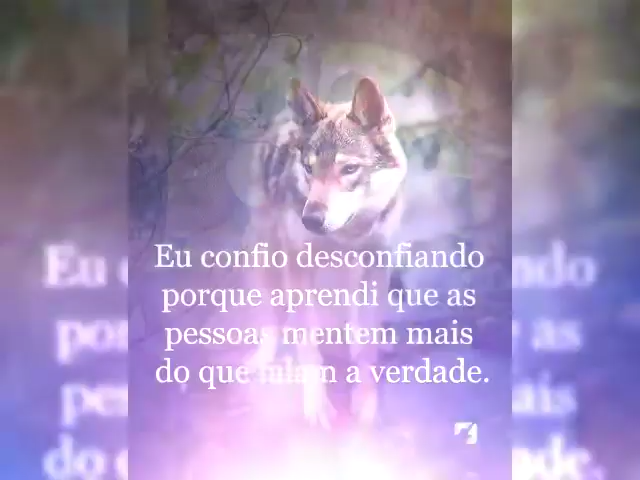 Eu confio desconfiando
porque aprendi que as
pessoas mentem mais
do que falam a verdade.